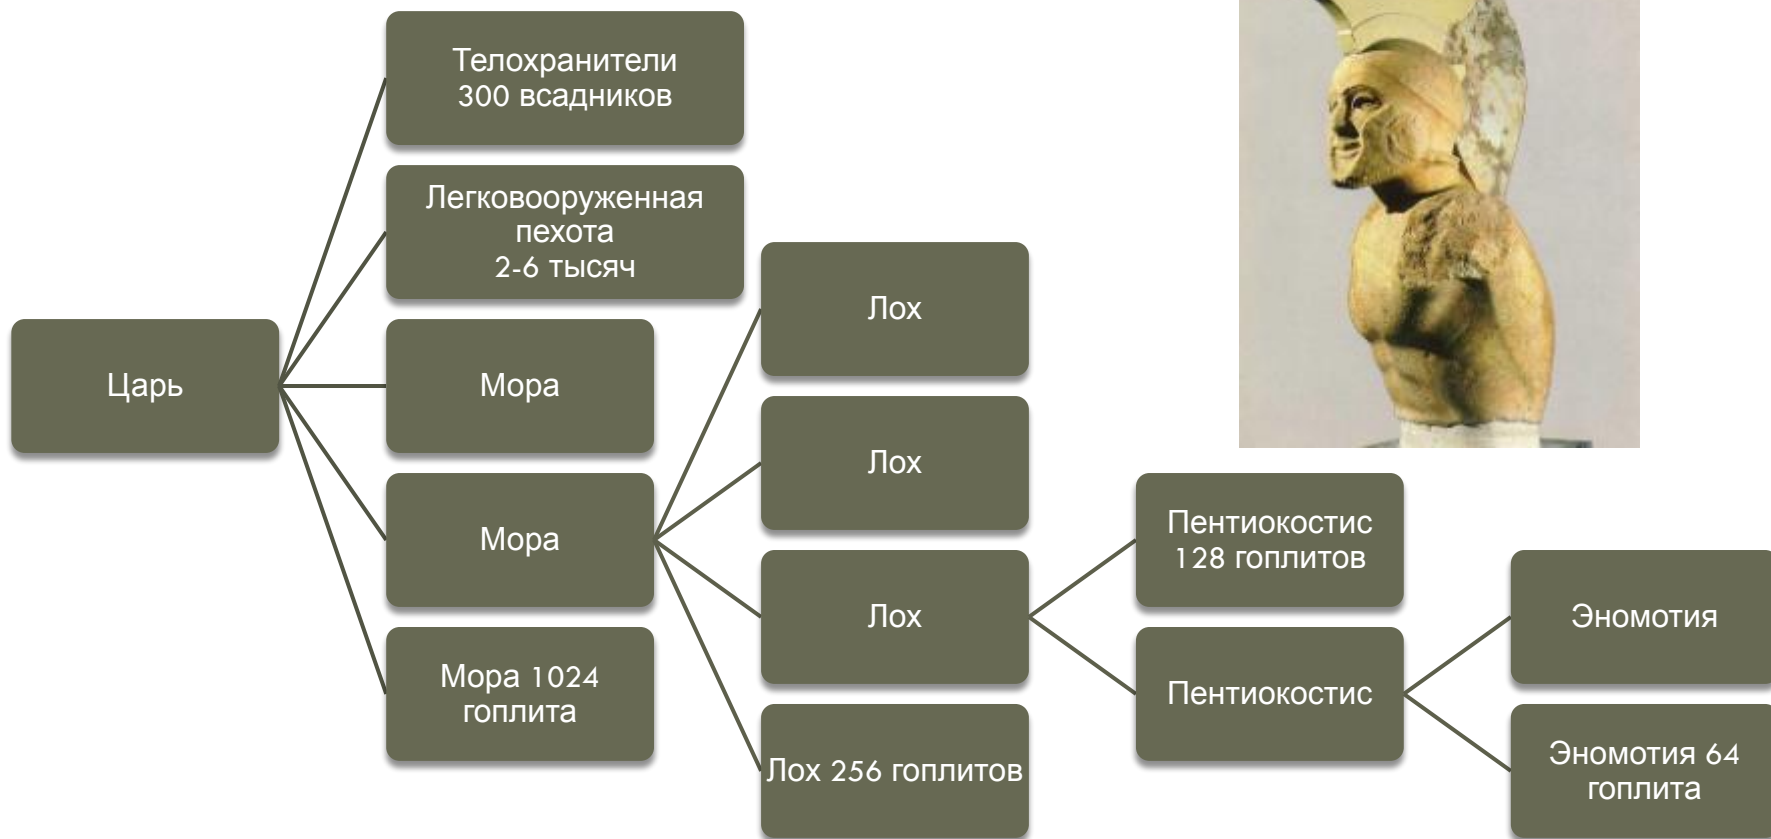 Телохранители
300 всадников
Легковооруженная
пехота
2-6 тысяч
Царь
Мора
Мора
Мора 1024
гоплита
Лох
Лох
Лох
Лох 256 гоплитов
Пентиокостис
128 гоплитов
Пентиокостис
Эномотия
Эномотия 64
гоплита